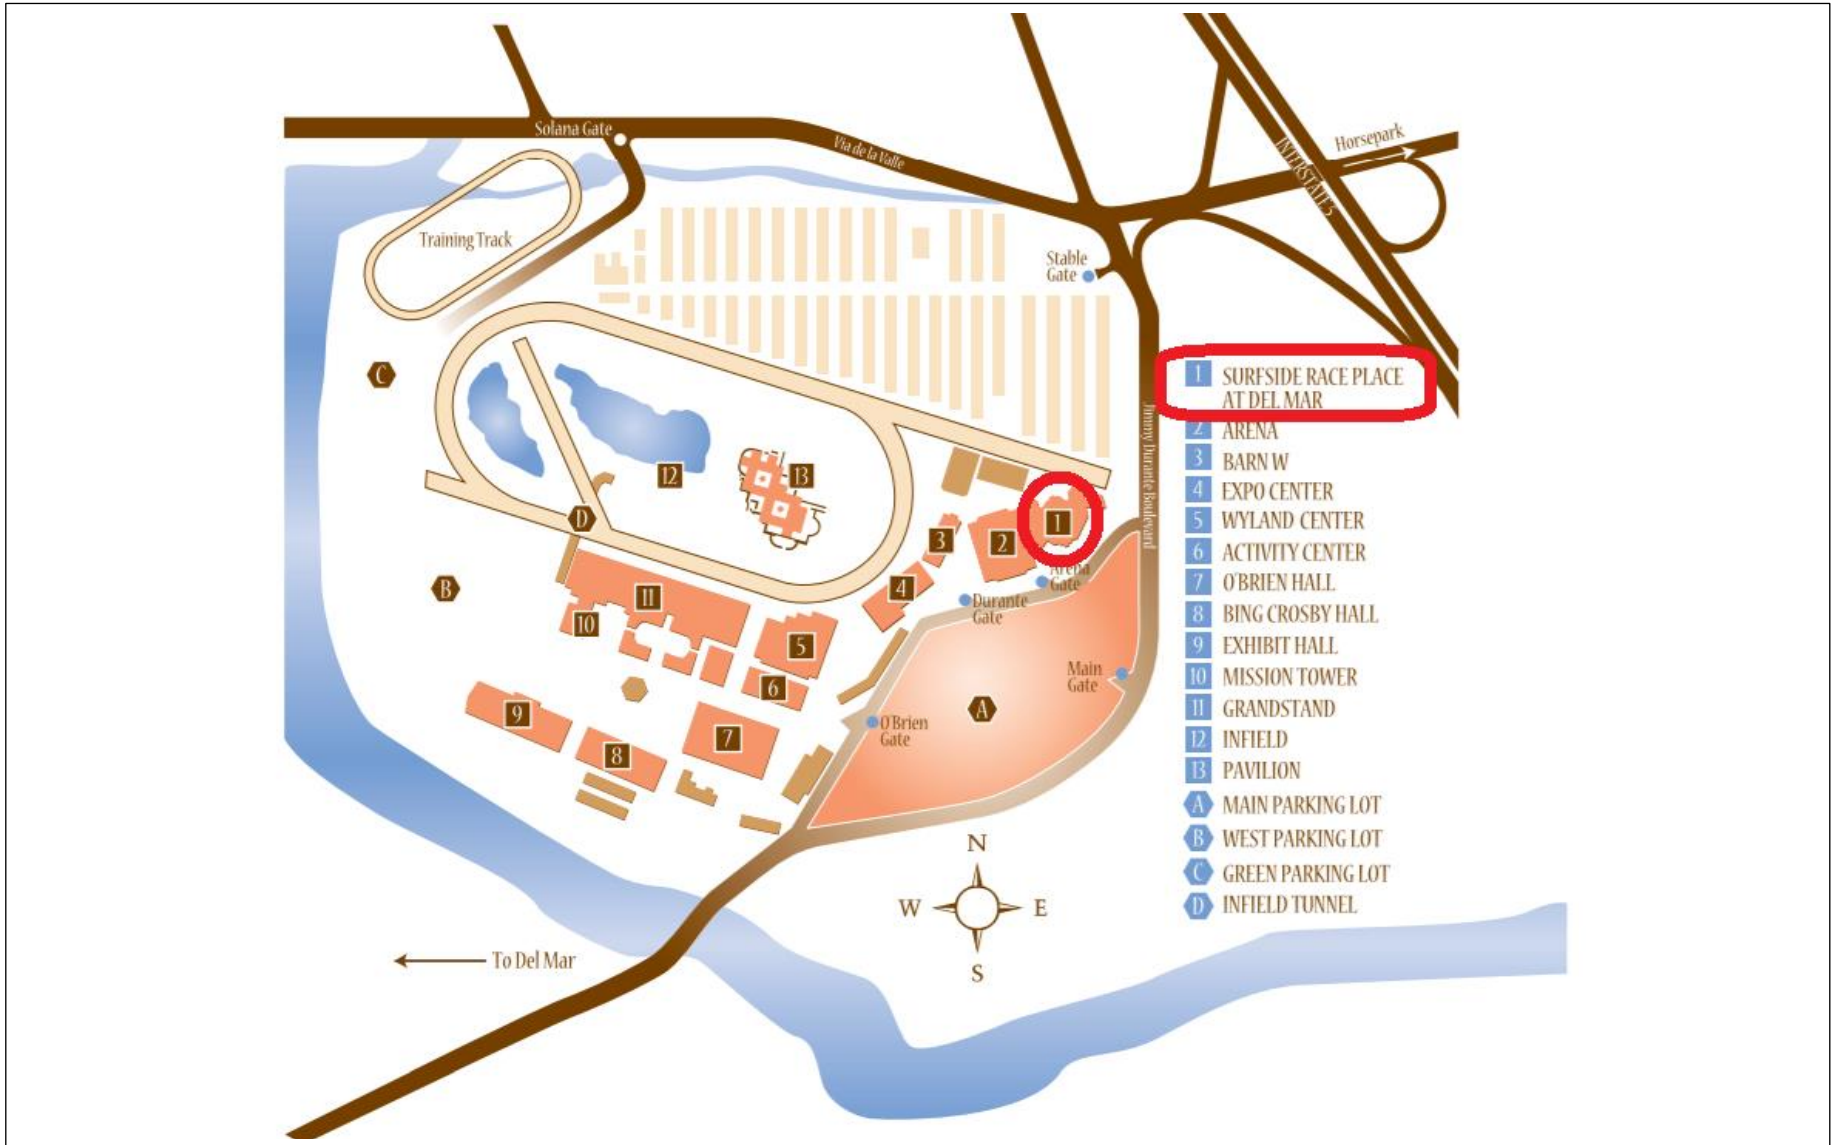 Solana Gate
Via de la Valle
Horsepark
INTERSTATE 5
Training Track
Stable
Gate
C
12
13
D
1
2
3
Arena
Gate
4
Durante
Gate
B
11
10
5
6
Main
Gate
A
O'Brien
Gate
9
8
7
Jimmy Durante Boulevard
1 SURFSIDE RACE PLACE
AT DEL MAR
2 ARENA
3 BARN W
4 EXPO CENTER
5 WYLAND CENTER
6 ACTIVITY CENTER
7 O'BRIEN HALL
8 BING CROSBY HALL
9 EXHIBIT HALL
10 MISSION TOWER
11 GRANDSTAND
12 INFIELD
13 PAVILION
A MAIN PARKING LOT
B WEST PARKING LOT
C GREEN PARKING LOT
D INFIELD TUNNEL
N
W E
S
To Del Mar